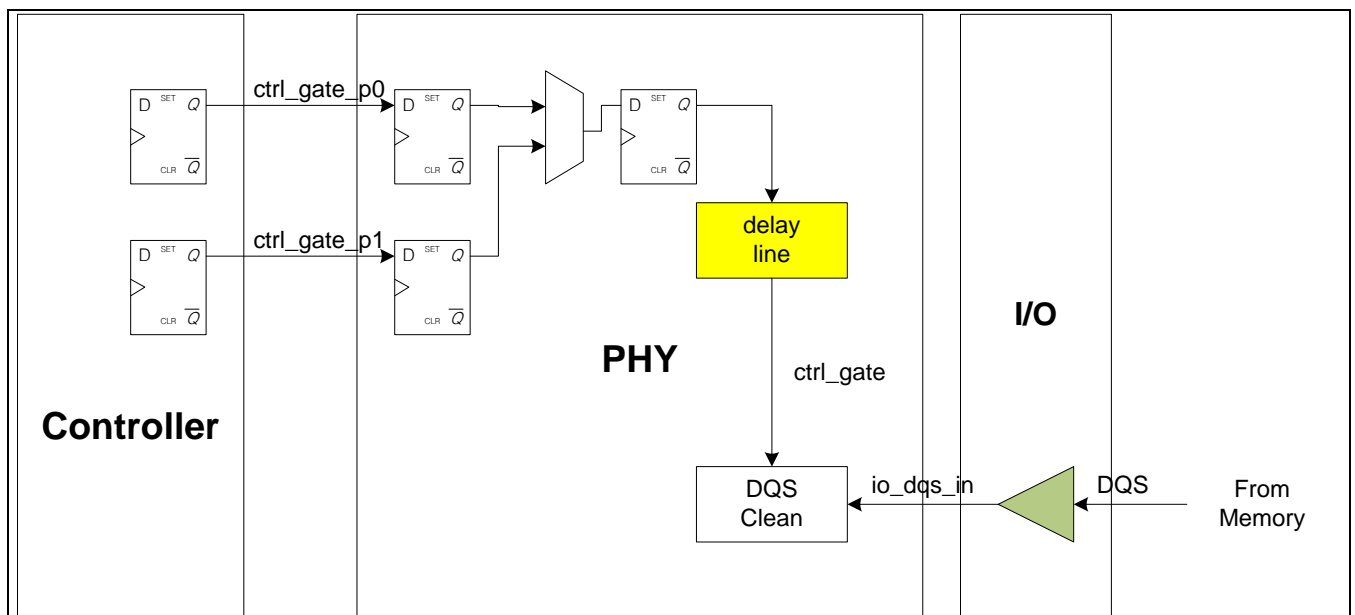 ctrl_gate_p0
D SET Q
CLR Q
D SET Q
CLR Q
D SET Q
CLR Q
delay
line
ctrl_gate_p1
D SET Q
CLR Q
D SET Q
CLR Q
I/O
PHY
ctrl_gate
Controller
DQS
Clean
io_dqs_in
DQS
From
Memory